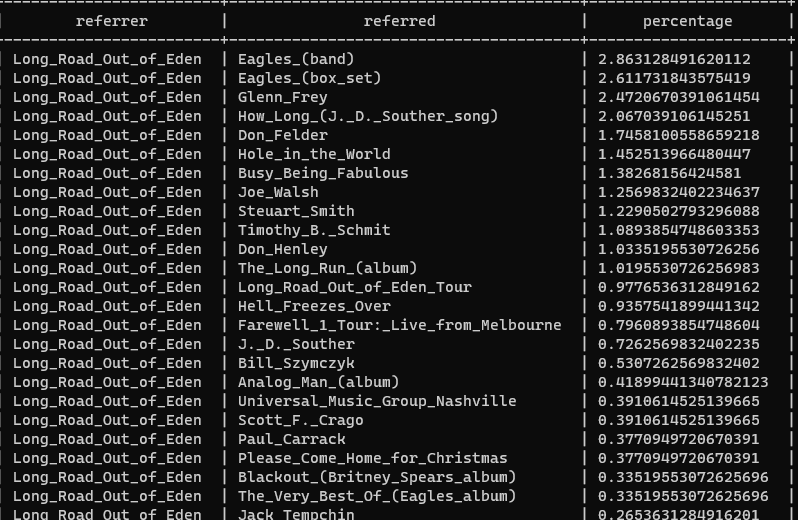 referrer | referred | percentage
Long_Road_Out_of_Eden | Eagles_(band) | 2.863128491620112
Long_Road_Out_of_Eden | Eagles_(box_set) | 2.611731843575419
Long_Road_Out_of_Eden | Glenn_Frey | 2.4720670391061454
Long_Road_Out_of_Eden | How_Long_(J._D._Souther_song) | 2.067039106145251
Long_Road_Out_of_Eden | Don_Felder | 1.7458100558659218
Long_Road_Out_of_Eden | Hole_in_the_World | 1.452513966480447
Long_Road_Out_of_Eden | Busy_Being_Fabulous | 1.38268156424581
Long_Road_Out_of_Eden | Joe_Walsh | 1.2569832402234637
Long_Road_Out_of_Eden | Steuart_Smith | 1.2290502793296088
Long_Road_Out_of_Eden | Timothy_B._Schmit | 1.0893854748603353
Long_Road_Out_of_Eden | Don_Henley | 1.0335195530726256
Long_Road_Out_of_Eden | The_Long_Run_(album) | 1.0195530726256983
Long_Road_Out_of_Eden | Long_Road_Out_of_Eden_Tour | 0.9776536312849162
Long_Road_Out_of_Eden | Hell_Freezes_Over | 0.9357541899441342
Long_Road_Out_of_Eden | Farewell_1_Tour:_Live_from_Melbourne | 0.7960893854748604
Long_Road_Out_of_Eden | J._D._Souther | 0.7262569832402235
Long_Road_Out_of_Eden | Bill_Szymczyk | 0.5307262569832402
Long_Road_Out_of_Eden | Analog_Man_(album) | 0.41899441340782123
Long_Road_Out_of_Eden | Universal_Music_Group_Nashville | 0.3910614525139665
Long_Road_Out_of_Eden | Scott_F._Crago | 0.3910614525139665
Long_Road_Out_of_Eden | Paul_Carrack | 0.3770949720670391
Long_Road_Out_of_Eden | Please_Come_Home_for_Christmas | 0.3770949720670391
Long_Road_Out_of_Eden | Blackout_(Britney_Spears_album) | 0.33519553072625696
Long_Road_Out_of_Eden | The_Very_Best_Of_(Eagles_album) | 0.33519553072625696
Long_Road_Out_of_Eden | Jack_Tempchin | 0.2653631284916201